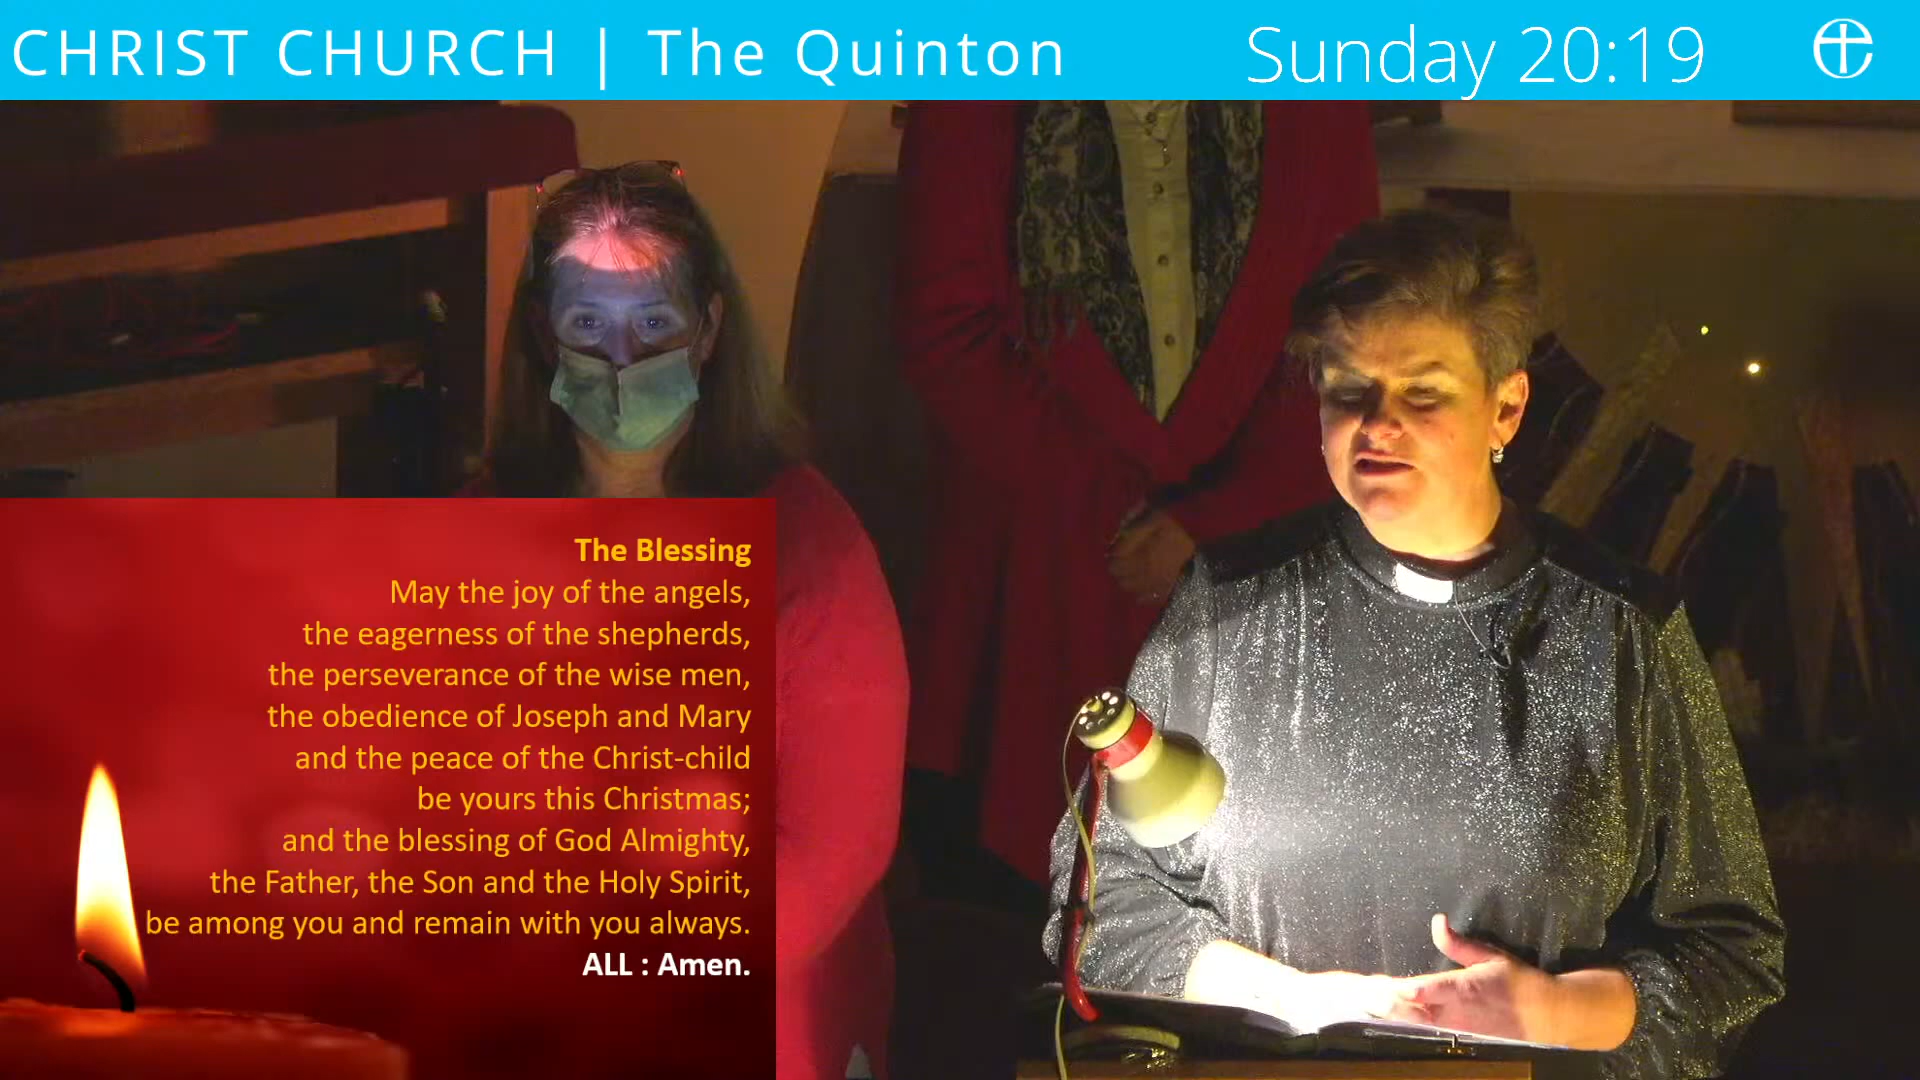 CHRIST CHURCH | The Quinton
Sunday 20:19
The Blessing
May the joy of the angels,
the eagerness of the shepherds,
the perseverance of the wise men,
the obedience of Joseph and Mary
and the peace of the Christ-child
be yours this Christmas;
and the blessing of God Almighty,
the Father, the Son and the Holy Spirit,
be among you and remain with you always.
ALL : Amen.